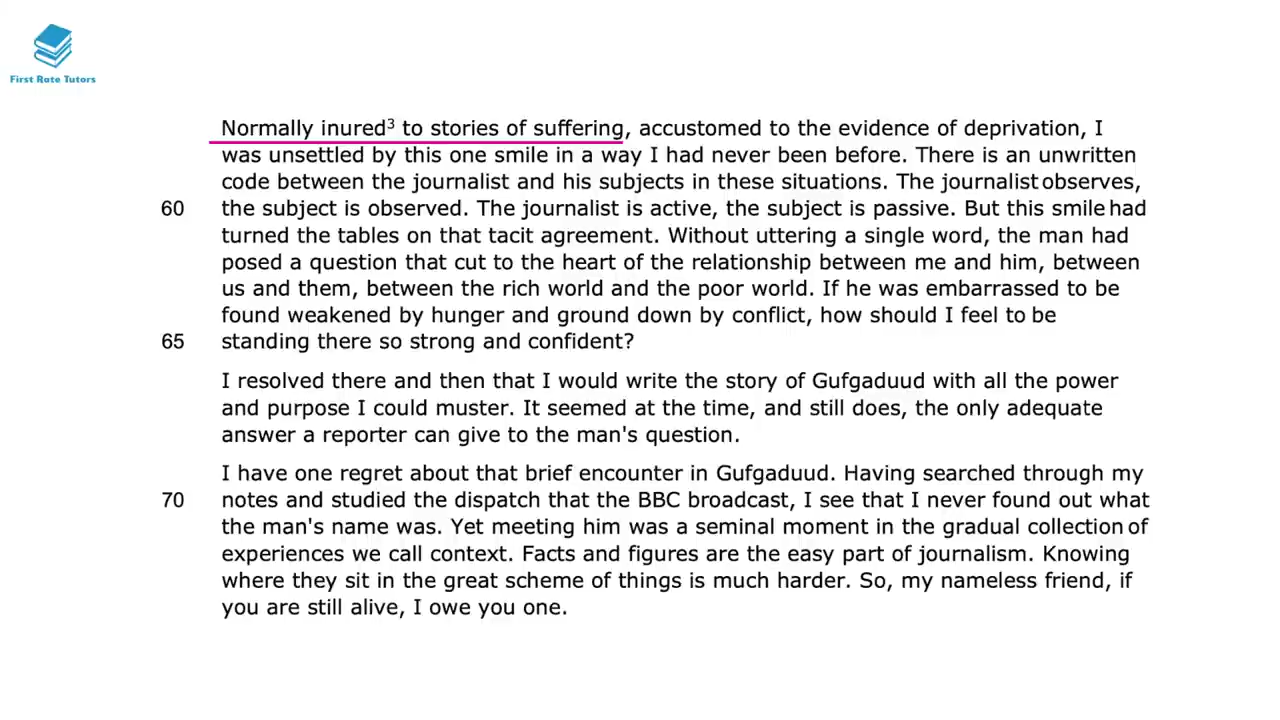 First Rate Tutors
Normally inured³ to stories of suffering, accustomed to the evidence of deprivation, I
was unsettled by this one smile in a way I had never been before. There is an unwritten
code between the journalist and his subjects in these situations. The journalist observes,
60 the subject is observed. The journalist is active, the subject is passive. But this smile had
turned the tables on that tacit agreement. Without uttering a single word, the man had
posed a question that cut to the heart of the relationship between me and him, between
us and them, between the rich world and the poor world. If he was embarrassed to be
found weakened by hunger and ground down by conflict, how should I feel to be
65 standing there so strong and confident?
I resolved there and then that I would write the story of Gufgaduud with all the power
and purpose I could muster. It seemed at the time, and still does, the only adequate
answer a reporter can give to the man's question.
I have one regret about that brief encounter in Gufgaduud. Having searched through my
70 notes and studied the dispatch that the BBC broadcast, I see that I never found out what
the man's name was. Yet meeting him was a seminal moment in the gradual collection of
experiences we call context. Facts and figures are the easy part of journalism. Knowing
where they sit in the great scheme of things is much harder. So, my nameless friend, if
you are still alive, I owe you one.